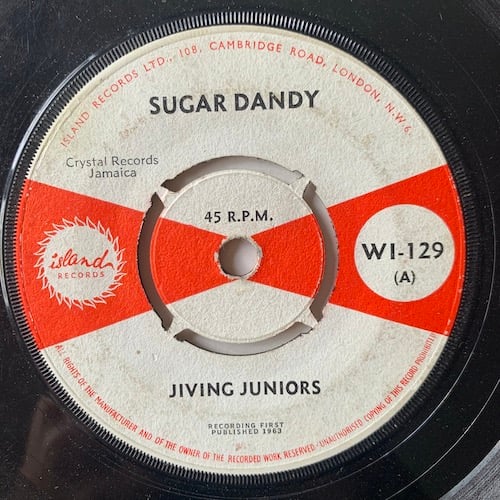 ISLAND RECORDS LTD., 108, CAMBRIDGE ROAD, LONDON, N.W.6.
SUGAR DANDY
Crystal Records
Jamaica
45 R.P.M.
island
RECORDS
WI-129
(A)
JIVING JUNIORS
RECORDING FIRST
PUBLISHED 1963
ALL RIGHTS OF THE MANUFACTURER AND OF THE OWNER OF THE RECORDED WORK RESERVED. UNAUTHORISED COPYING OF THIS RECORD PROHIBITED